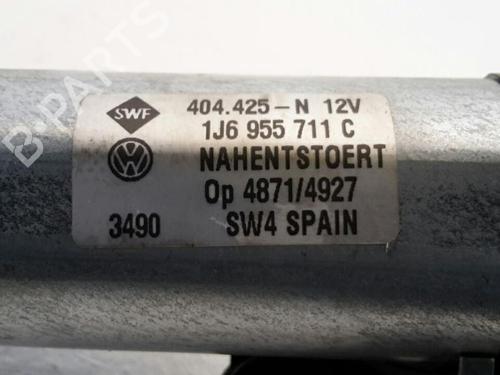 SWF 404.425-N 12V
1J6 955 711 C
NAHENTSTOERT
Op 4871/4927
3490 SW4 SPAIN
B-PARTS